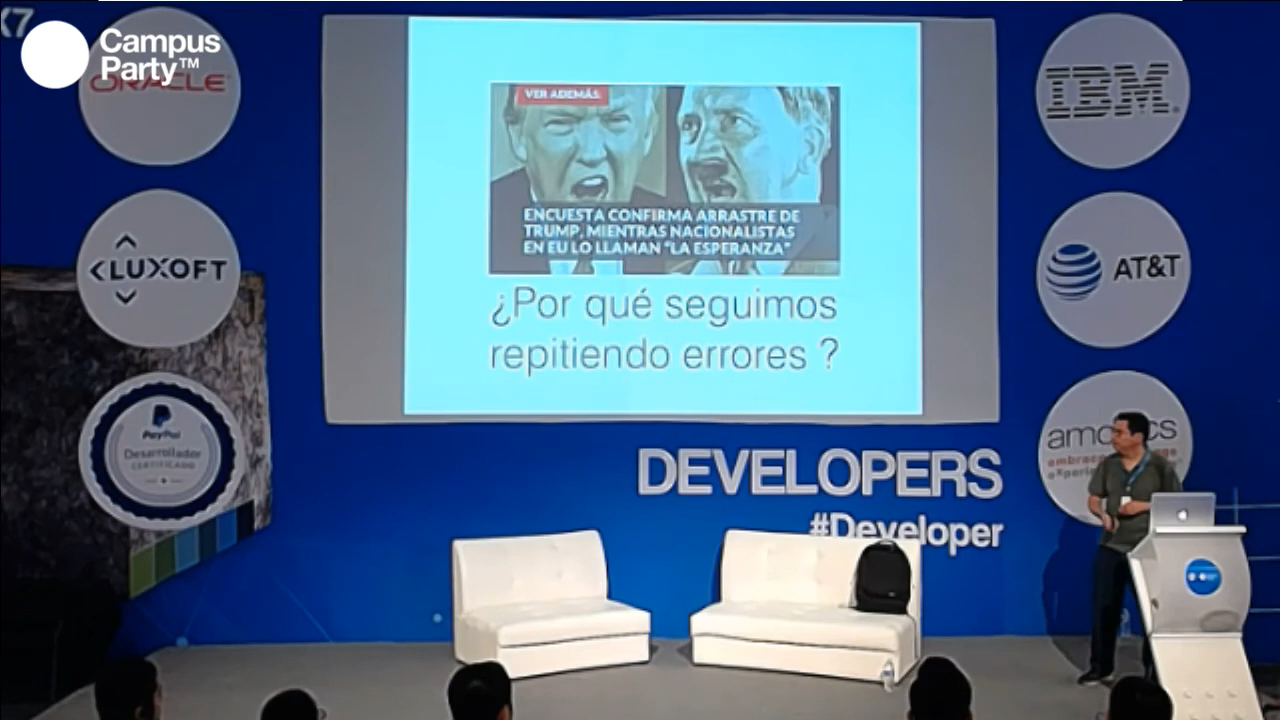 X7
Campus
Party™
ORACLE
IBM
VER ADEMÁS:
ENCUESTA CONFIRMA ARRASTRE DE
TRUMP, MIENTRAS NACIONALISTAS
EN EU LO LLAMAN "LA ESPERANZA"
¿Por qué seguimos
repitiendo errores ?
LUXOFT
AT&T
PayPal
Desarrollador
CERTIFICADO
DEVELOPERS
#Developer